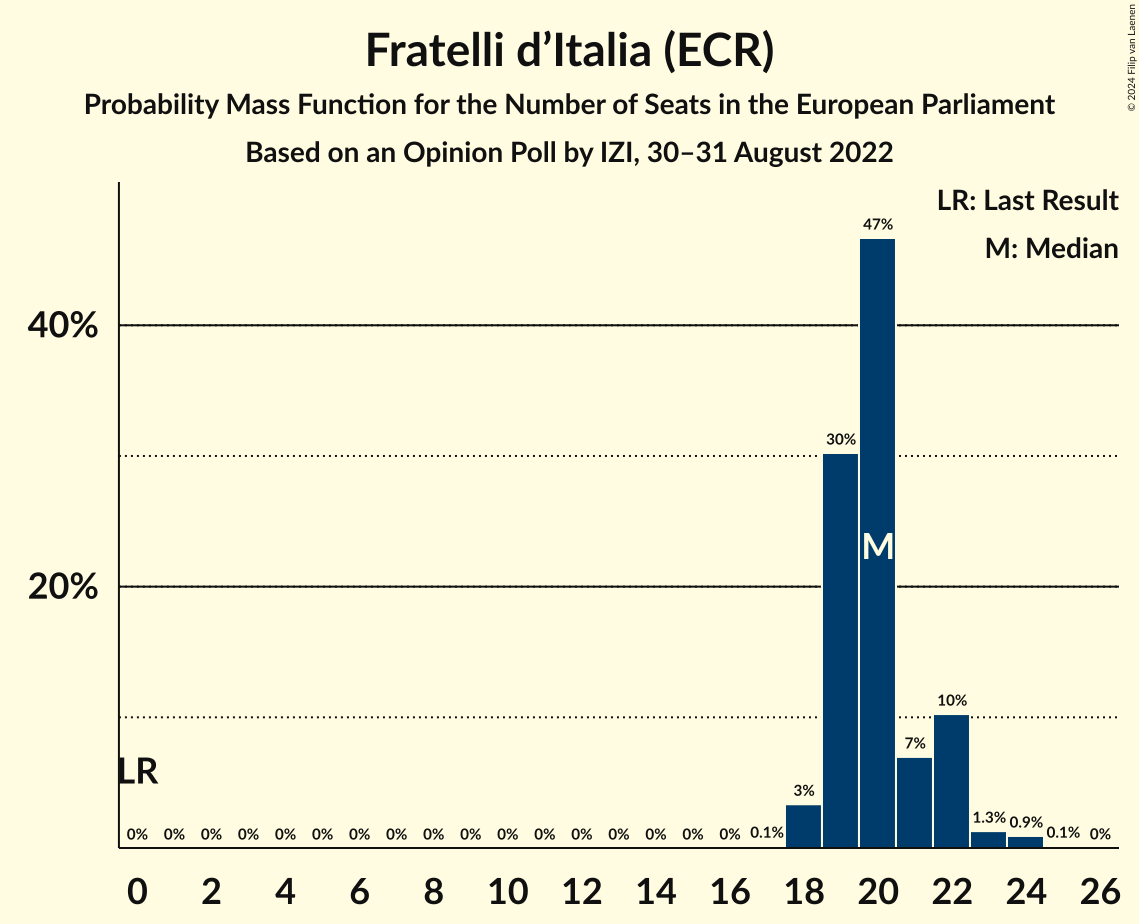 Fratelli d’Italia (ECR)
Probability Mass Function for the Number of Seats in the European Parliament
Based on an Opinion Poll by IZI, 30–31 August 2022
© 2024 Filip van Laenen
LR: Last Result
M: Median
47%
40%
30%
M
20%
10%
7%
LR
3%
0% 0% 0% 0% 0% 0% 0% 0% 0% 0% 0% 0% 0% 0% 0% 0% 0% 0.1% 1.3% 0.9% 0.1% 0%
0 2 4 6 8 10 12 14 16 18 20 22 24 26